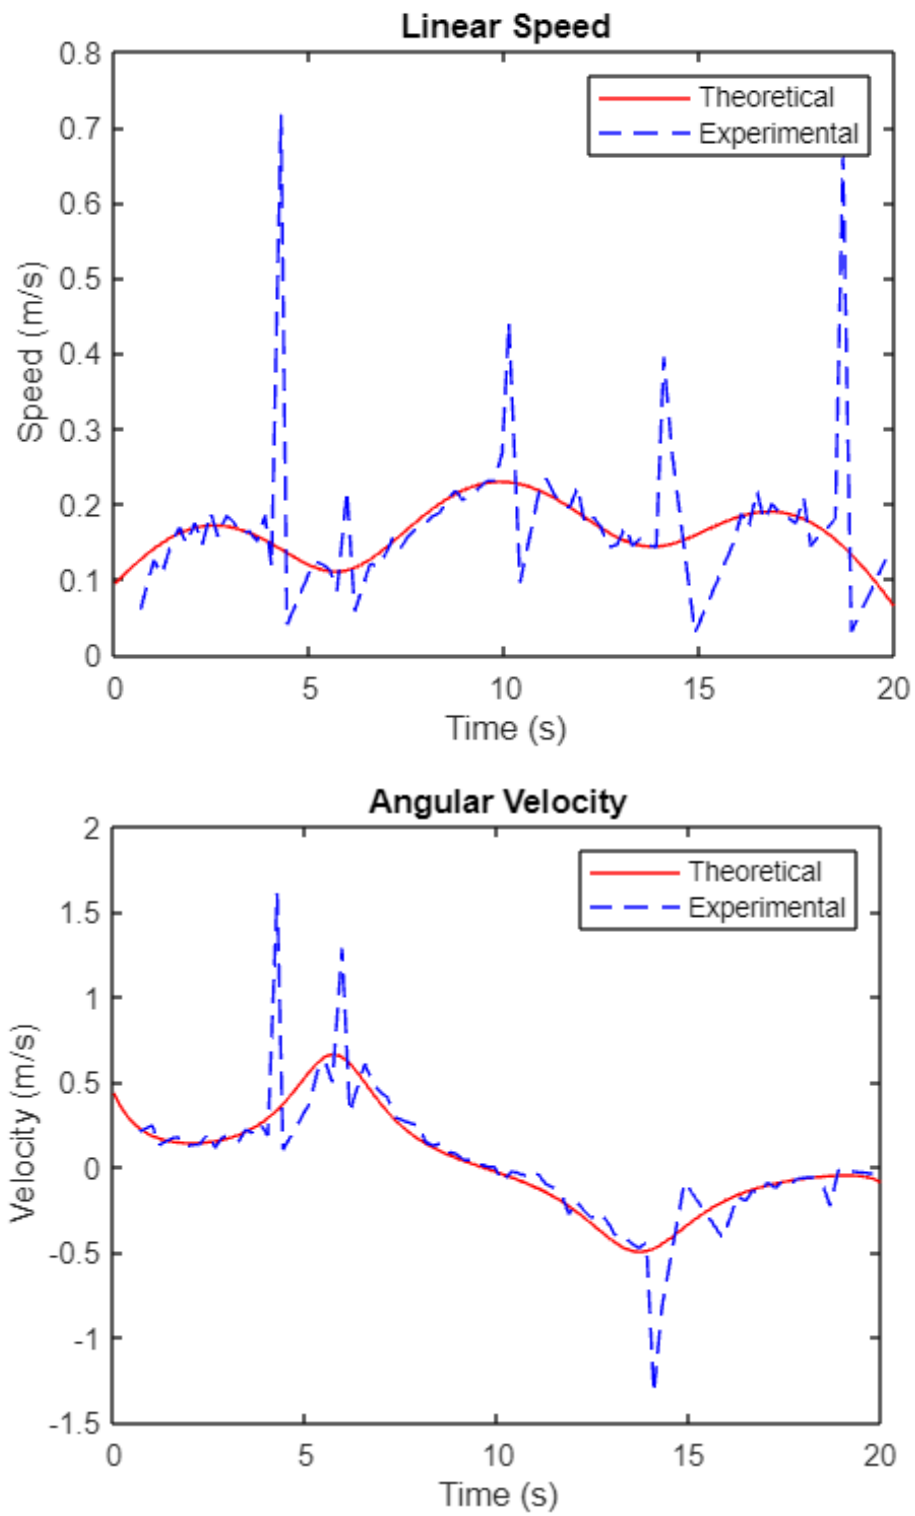 Linear Speed
0.8
0.7
0.6
0.5
0.4
0.3
0.2
0.1
0
Speed (m/s)
Theoretical
Experimental
0 5 10 15 20
Time (s)
Angular Velocity
2
1.5
1
0.5
0
-0.5
-1
-1.5
Velocity (m/s)
Theoretical
Experimental
0 5 10 15 20
Time (s)